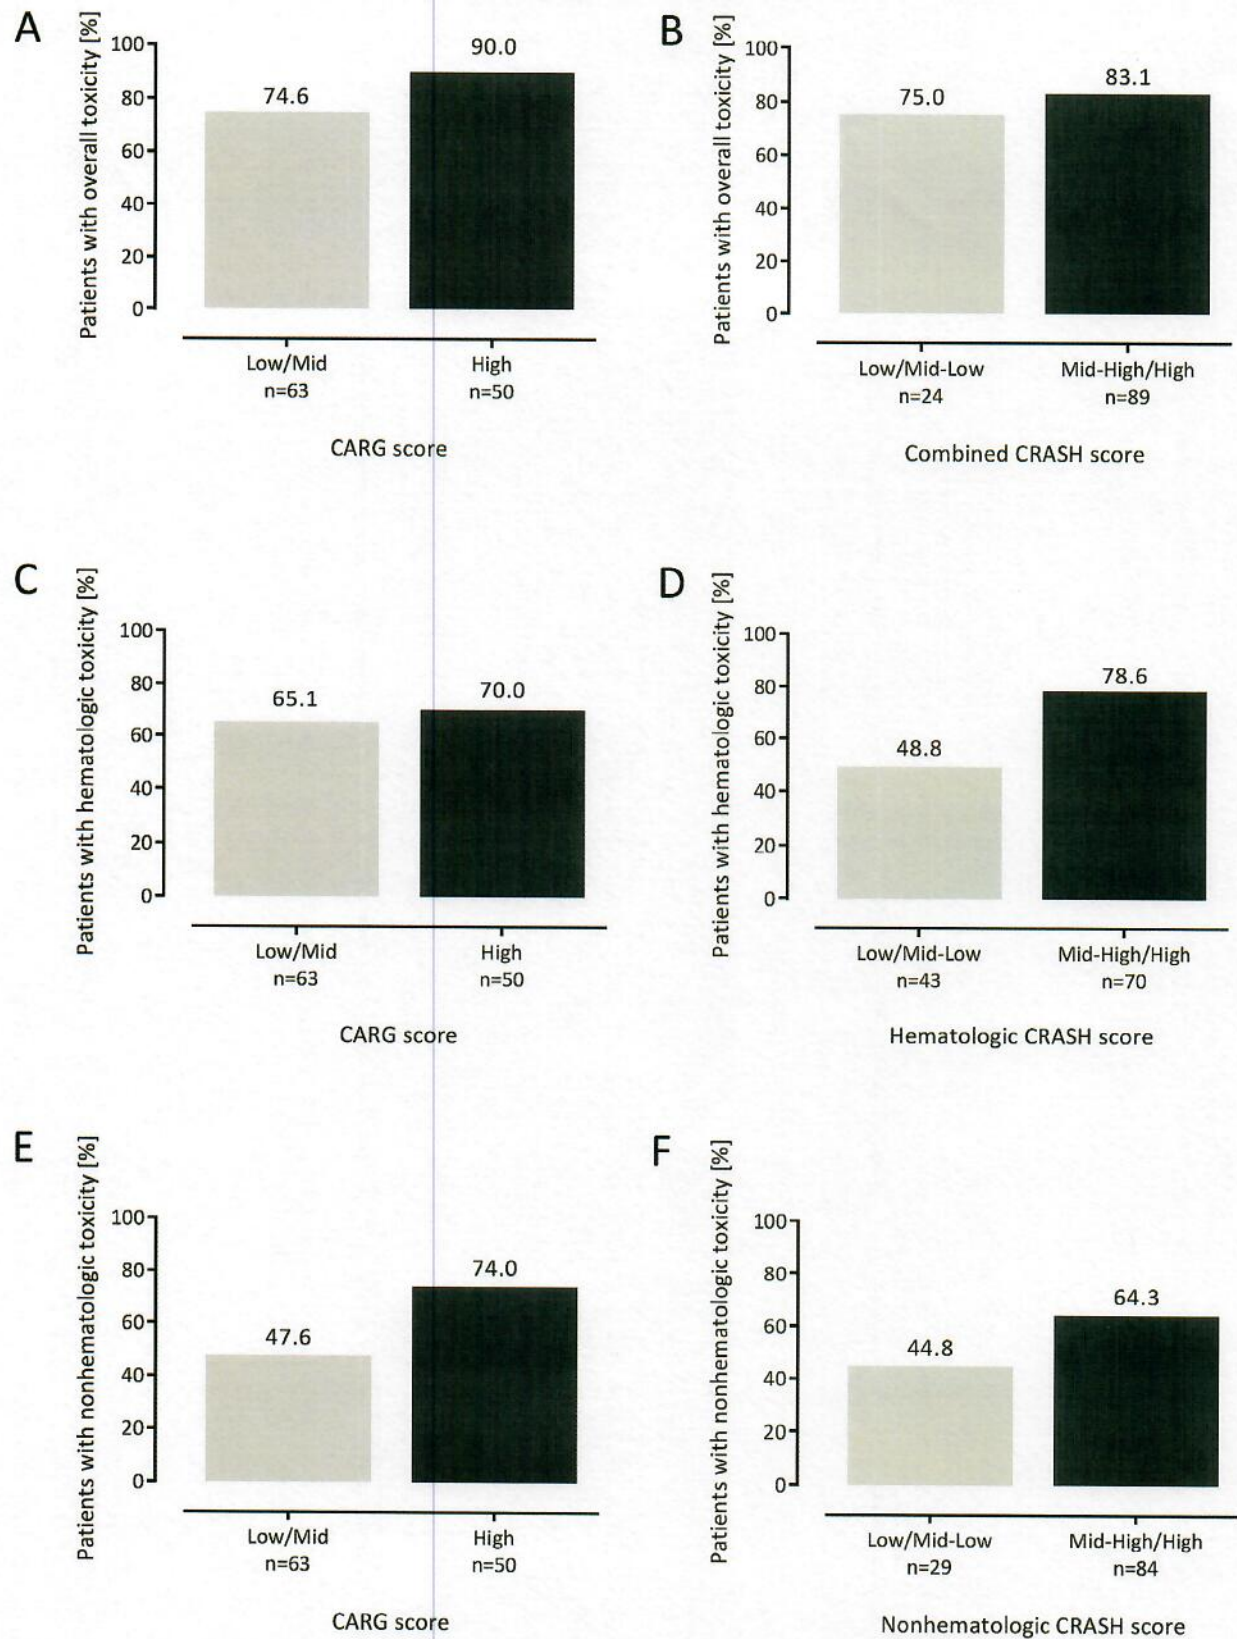 A
Patients with overall toxicity [%]
100
80
60
40
20
0
74.6
90.0
Low/Mid
n=63
High
n=50
CARG score
B
Patients with overall toxicity [%]
100
80
60
40
20
0
75.0
83.1
Low/Mid-Low
n=24
Mid-High/High
n=89
Combined CRASH score
C
Patients with hematologic toxicity [%]
100
80
60
40
20
0
65.1
70.0
Low/Mid
n=63
High
n=50
CARG score
D
Patients with hematologic toxicity [%]
100
80
60
40
20
0
48.8
78.6
Low/Mid-Low
n=43
Mid-High/High
n=70
Hematologic CRASH score
E
Patients with nonhematologic toxicity [%]
100
80
60
40
20
0
47.6
74.0
Low/Mid
n=63
High
n=50
CARG score
F
Patients with nonhematologic toxicity [%]
100
80
60
40
20
0
44.8
64.3
Low/Mid-Low
n=29
Mid-High/High
n=84
Nonhematologic CRASH score